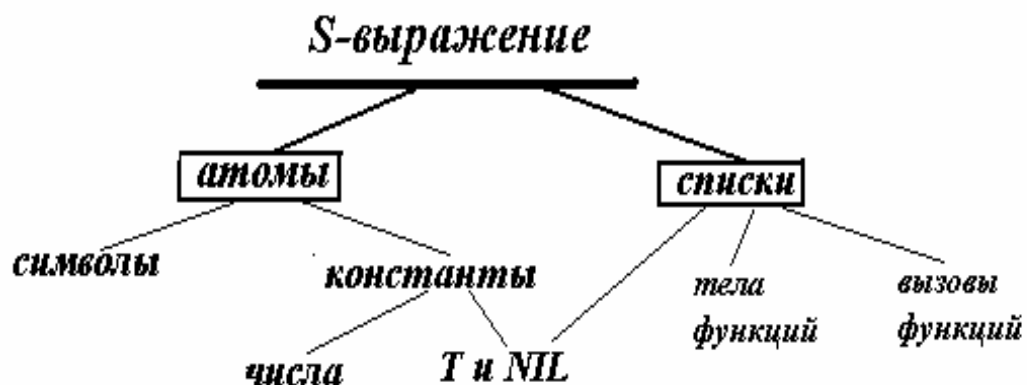 S-выражение
атомы
списки
символы
константы
тела
функций
вызовы
функций
числа
T и NIL